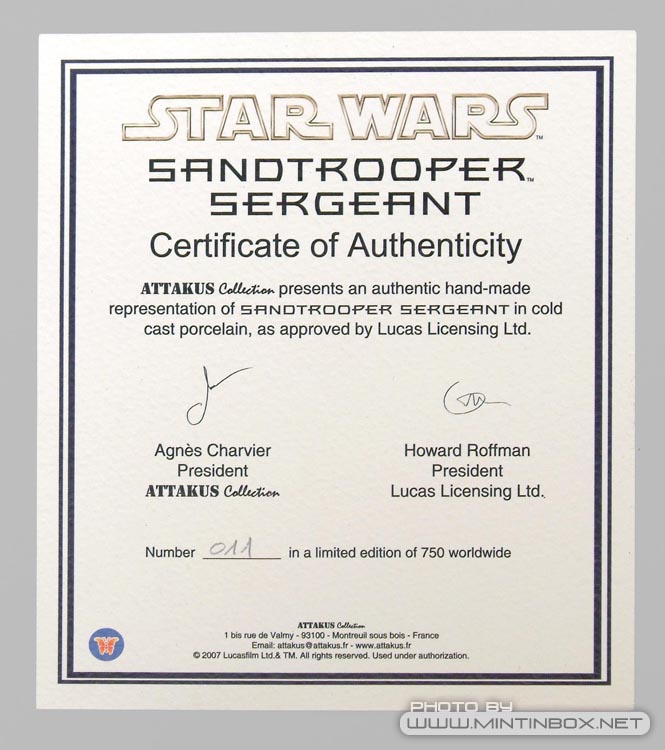 STAR WARS™
SANDTROOPER™
SERGEANT
Certificate of Authenticity
ATTAKUS Collection presents an authentic hand-made
representation of SANDTROOPER SERGEANT in cold
cast porcelain, as approved by Lucas Licensing Ltd.
Agnès Charvier
President
ATTAKUS Collection
Howard Roffman
President
Lucas Licensing Ltd.
Number 011 in a limited edition of 750 worldwide
ATTAKUS Collection
1 bis rue de Valmy - 93100 - Montreuil sous bois - France
Email: attakus@attakus.fr - www.attakus.fr
© 2007 Lucasfilm Ltd.& TM. All rights reserved. Used under authorization.
PHOTO BY
WWW.MINTINBOX.NET